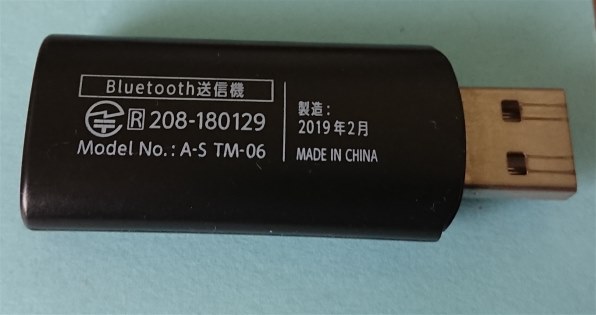 Bluetooth送信機
R 208-180129
Model No.: A-S TM-06
製造:
2019年2月
MADE IN CHINA